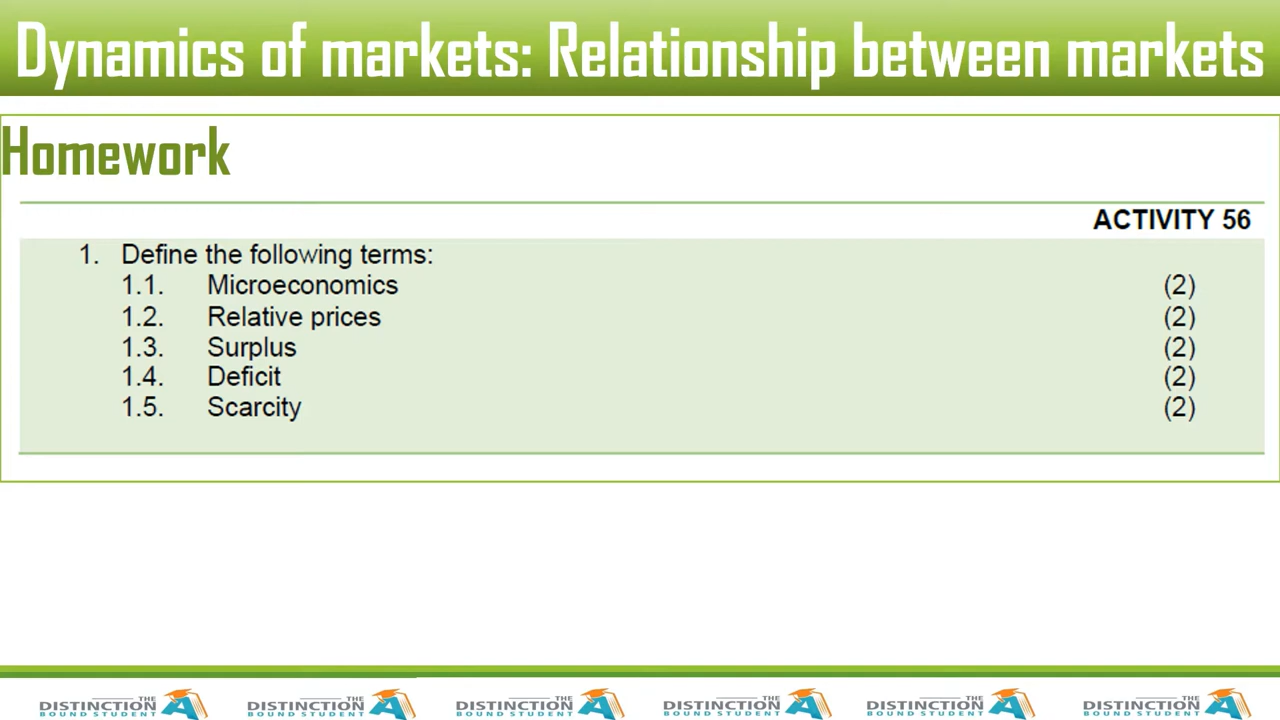 Dynamics of markets: Relationship between markets
Homework
ACTIVITY 56
1. Define the following terms:
1.1. Microeconomics (2)
1.2. Relative prices (2)
1.3. Surplus (2)
1.4. Deficit (2)
1.5. Scarcity (2)
THE DISTINCTION BOUND STUDENT A
THE DISTINCTION BOUND STUDENT A
THE DISTINCTION BOUND STUDENT A
THE DISTINCTION BOUND STUDENT A
THE DISTINCTION BOUND STUDENT A
THE DISTINCTION BOUND STUDENT A